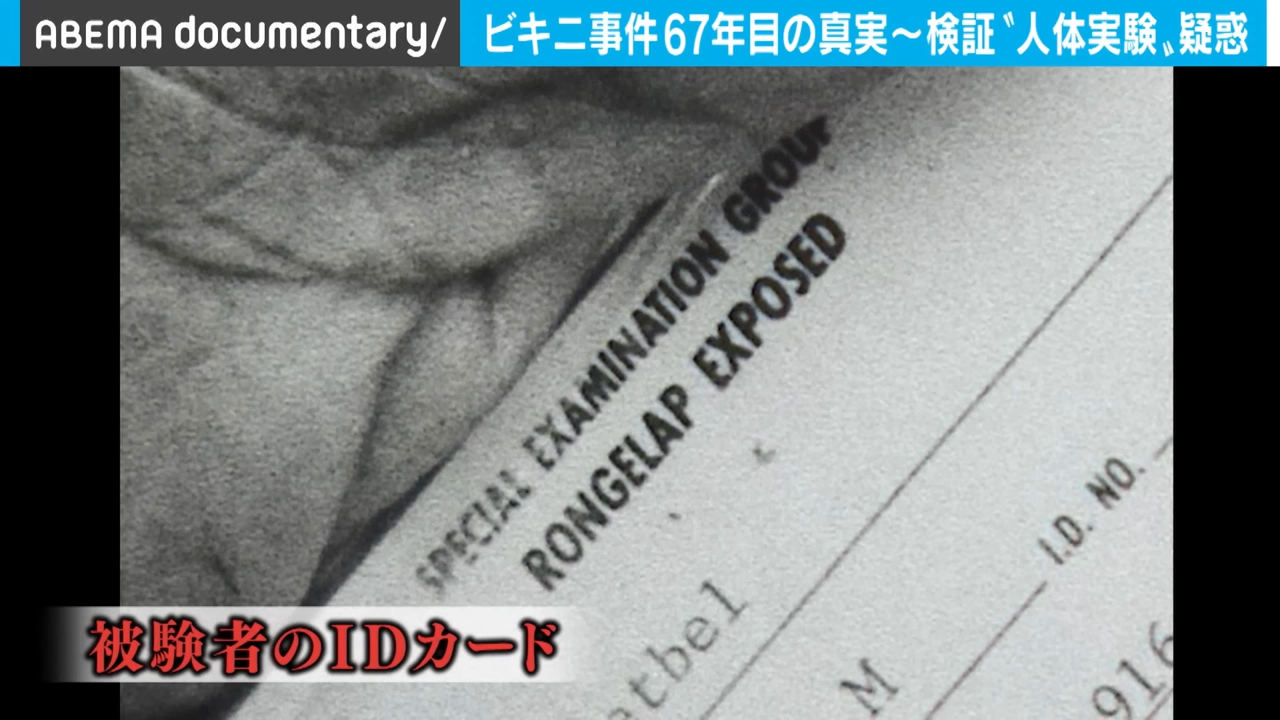 ABEMA documentary/
ビキニ事件67年目の真実～検証〝人体実験〟疑惑
SPECIAL EXAMINATION GROUP
RONGELAP EXPOSED
I.D. NO.
etbel
M
916
被験者のIDカード